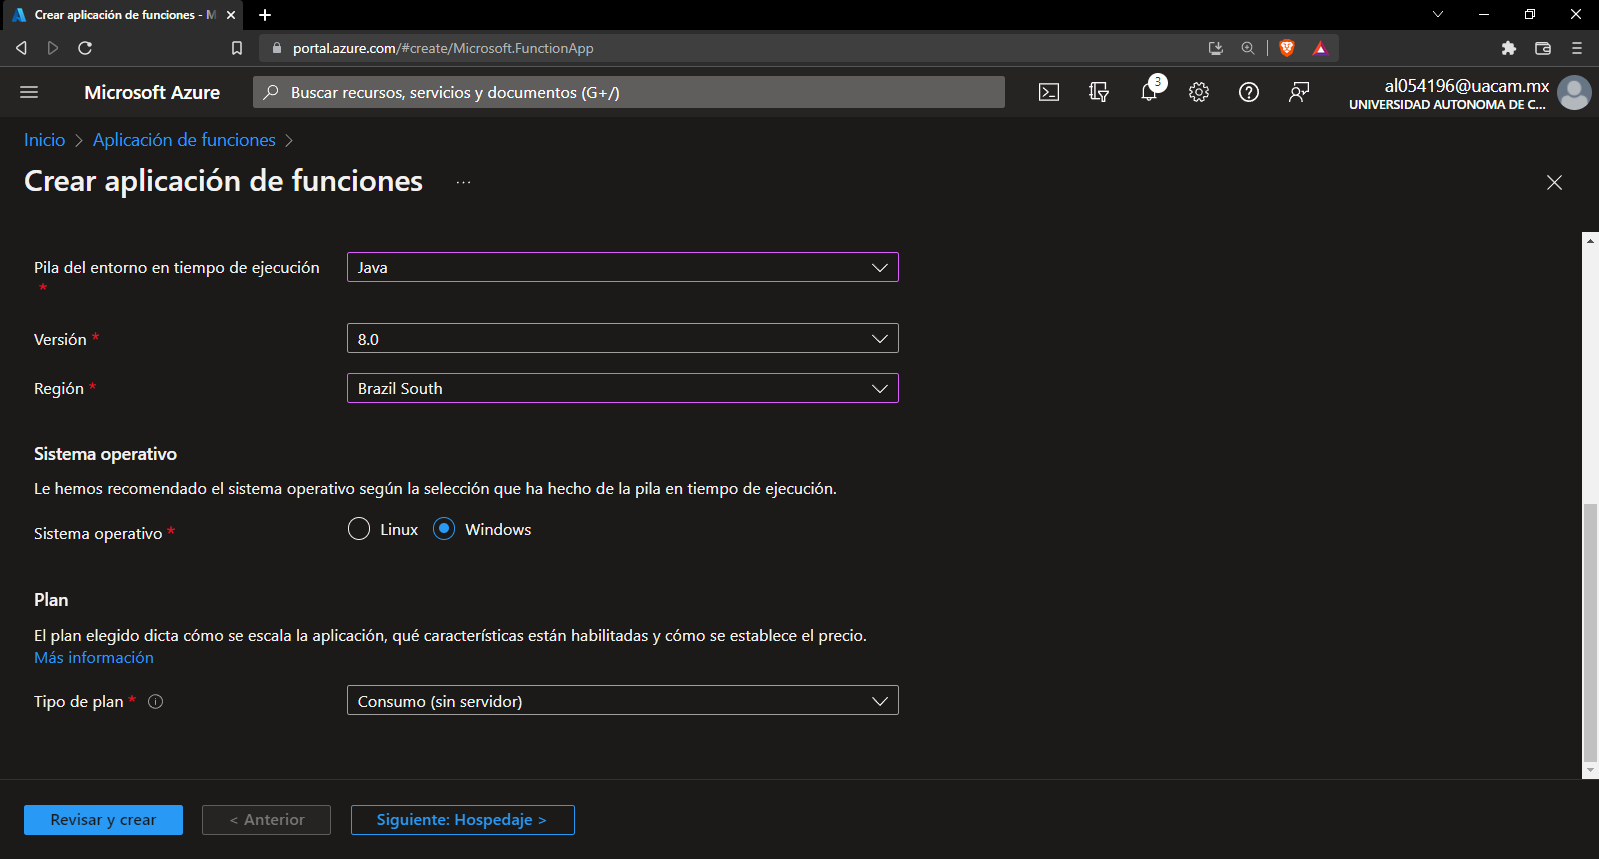 Crear aplicación de funciones - M
portal.azure.com/#create/Microsoft.FunctionApp
Microsoft Azure
Buscar recursos, servicios y documentos (G+/)
3
al054196@uacam.mx
UNIVERSIDAD AUTONOMA DE C...
Inicio > Aplicación de funciones >
Crear aplicación de funciones ...
Pila del entorno en tiempo de ejecución *
Java
Versión *
8.0
Región *
Brazil South
Sistema operativo
Le hemos recomendado el sistema operativo según la selección que ha hecho de la pila en tiempo de ejecución.
Sistema operativo *
Linux
Windows
Plan
El plan elegido dicta cómo se escala la aplicación, qué características están habilitadas y cómo se establece el precio.
Más información
Tipo de plan *
Consumo (sin servidor)
Revisar y crear
< Anterior
Siguiente: Hospedaje >